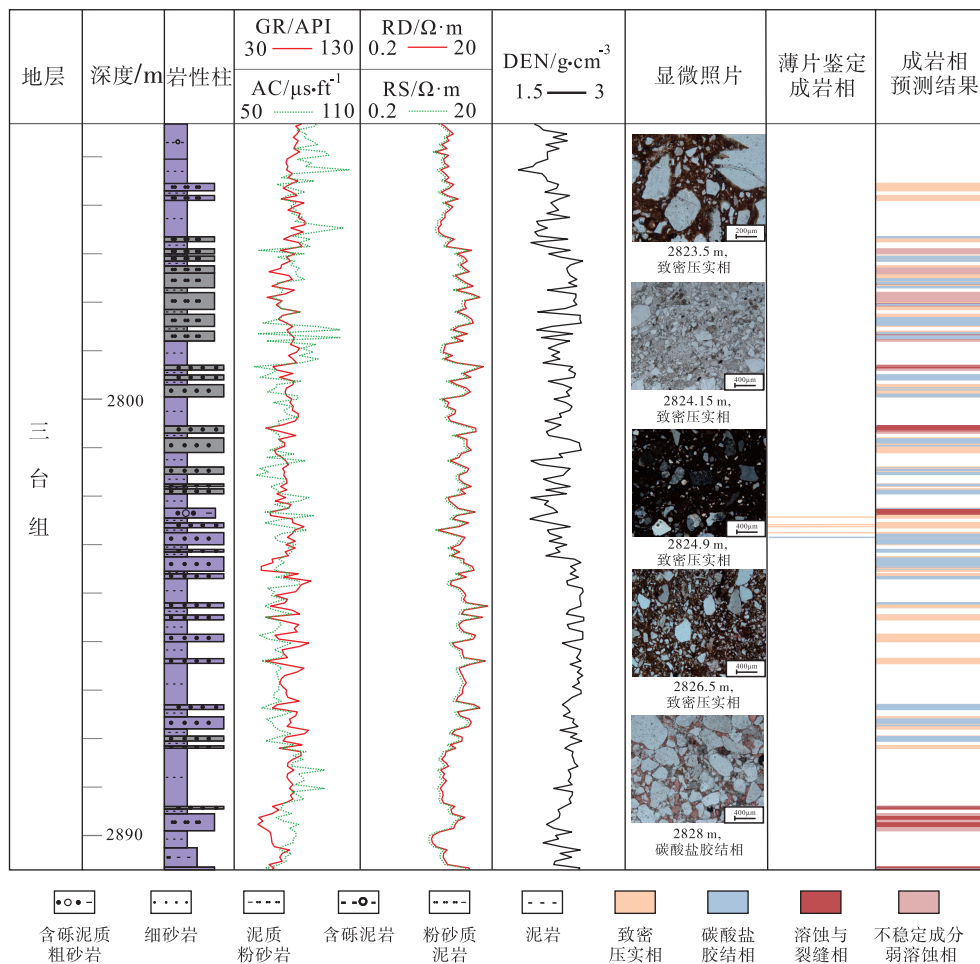 地层
深度/m
岩性柱
GR/API
30 130
AC/μs·ft⁻¹
50 110
RD/Ω·m
0.2 20
RS/Ω·m
0.2 20
DEN/g·cm⁻³
1.5 3
显微照片
薄片鉴定
成岩相
成岩相
预测结果
三
台
组
2800
2890
200μm
2823.5 m,
致密压实相
400μm
2824.15 m,
致密压实相
400μm
2824.9 m,
致密压实相
400μm
2826.5 m,
致密压实相
400μm
2828 m,
碳酸盐胶结相
含砾泥质
粗砂岩
细砂岩
泥质
粉砂岩
含砾泥岩
粉砂质
泥岩
泥岩
致密
压实相
碳酸盐
胶结相
溶蚀与
裂缝相
不稳定成分
弱溶蚀相